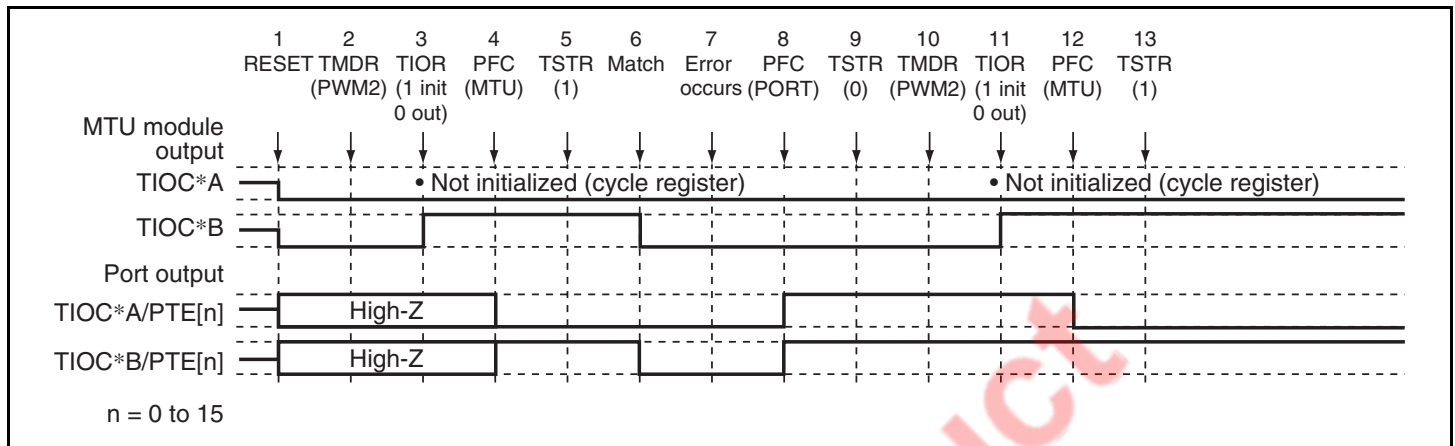 1 2 3 4 5 6 7 8 9 10 11 12 13
RESET TMDR TIOR PFC TSTR Match Error PFC TSTR TMDR TIOR PFC TSTR
(PWM2) (1 init (MTU) (1) occurs (PORT) (0) (PWM2) (1 init (MTU) (1)
0 out) 0 out)
MTU module
output
TIOC*A • Not initialized (cycle register) • Not initialized (cycle register)
TIOC*B
Port output
TIOC*A/PTE[n] High-Z
TIOC*B/PTE[n] High-Z
n = 0 to 15
uct